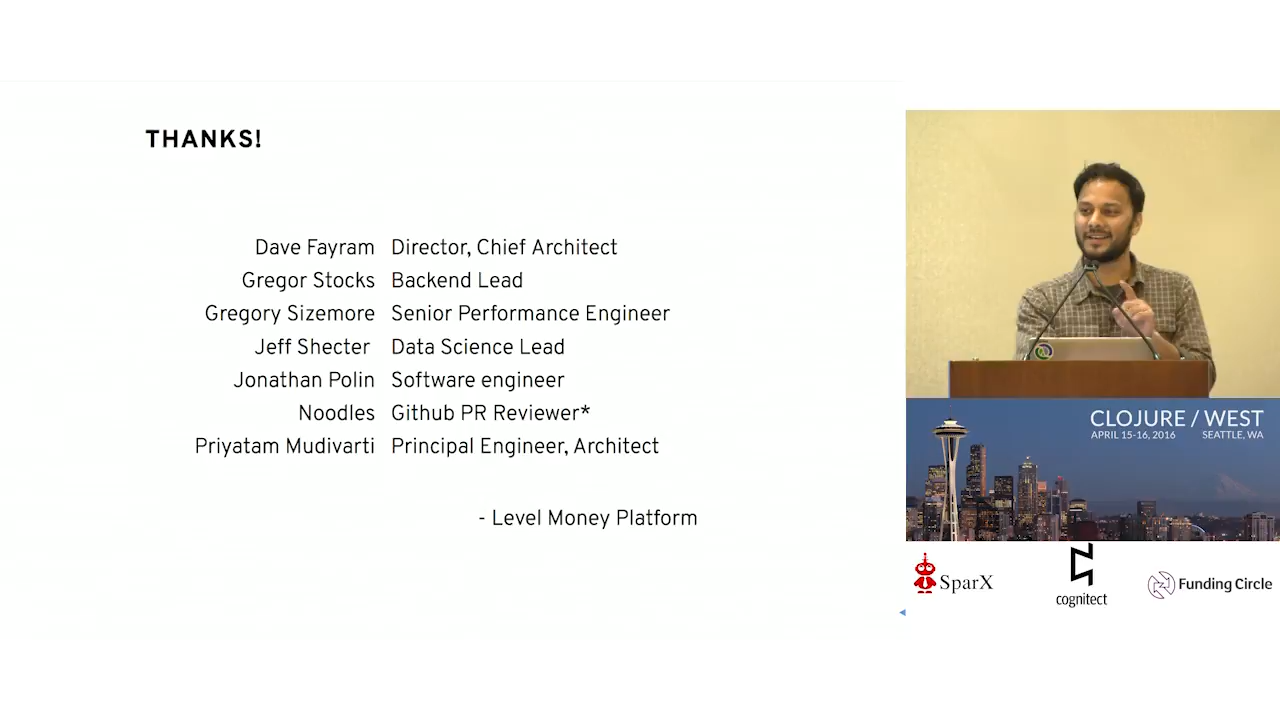 THANKS!
Dave Fayram Director, Chief Architect
Gregor Stocks Backend Lead
Gregory Sizemore Senior Performance Engineer
Jeff Shecter Data Science Lead
Jonathan Polin Software engineer
Noodles Github PR Reviewer*
Priyatam Mudivarti Principal Engineer, Architect
- Level Money Platform
CLOJURE / WEST
APRIL 15-16, 2016 SEATTLE, WA
SparX
cognitect
Funding Circle